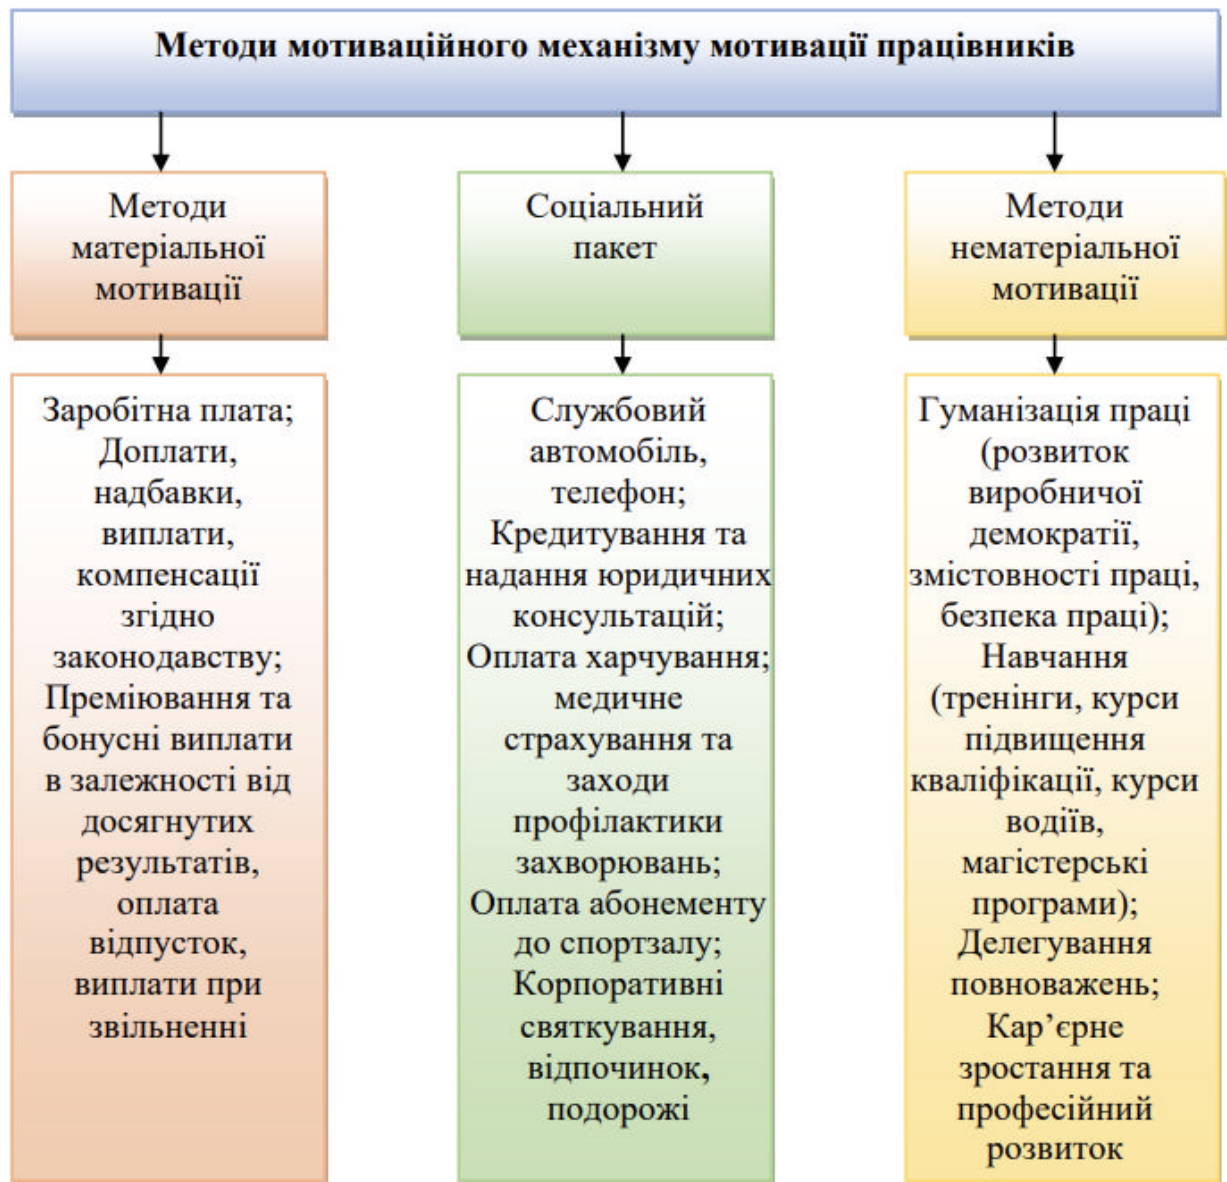 Методи мотиваційного механізму мотивації працівників
Методи
матеріальної
мотивації
Соціальний
пакет
Методи
нематеріальної
мотивації
Заробітна плата;
Доплати,
надбавки,
виплати,
компенсації
згідно
законодавству;
Преміювання та
бонусні виплати
в залежності від
досягнутих
результатів,
оплата
відпусток,
виплати при
звільненні
Службовий
автомобіль,
телефон;
Кредитування та
надання юридичних
консультацій;
Оплата харчування;
медичне
страхування та
заходи
профілактики
захворювань;
Оплата абонементу
до спортзалу;
Корпоративні
святкування,
відпочинок,
подорожі
Гуманізація праці
(розвиток
виробничої
демократії,
змістовності праці,
безпека праці);
Навчання
(тренінги, курси
підвищення
кваліфікації, курси
водіїв,
магістерські
програми);
Делегування
повноважень;
Кар’єрне
зростання та
професійний
розвиток